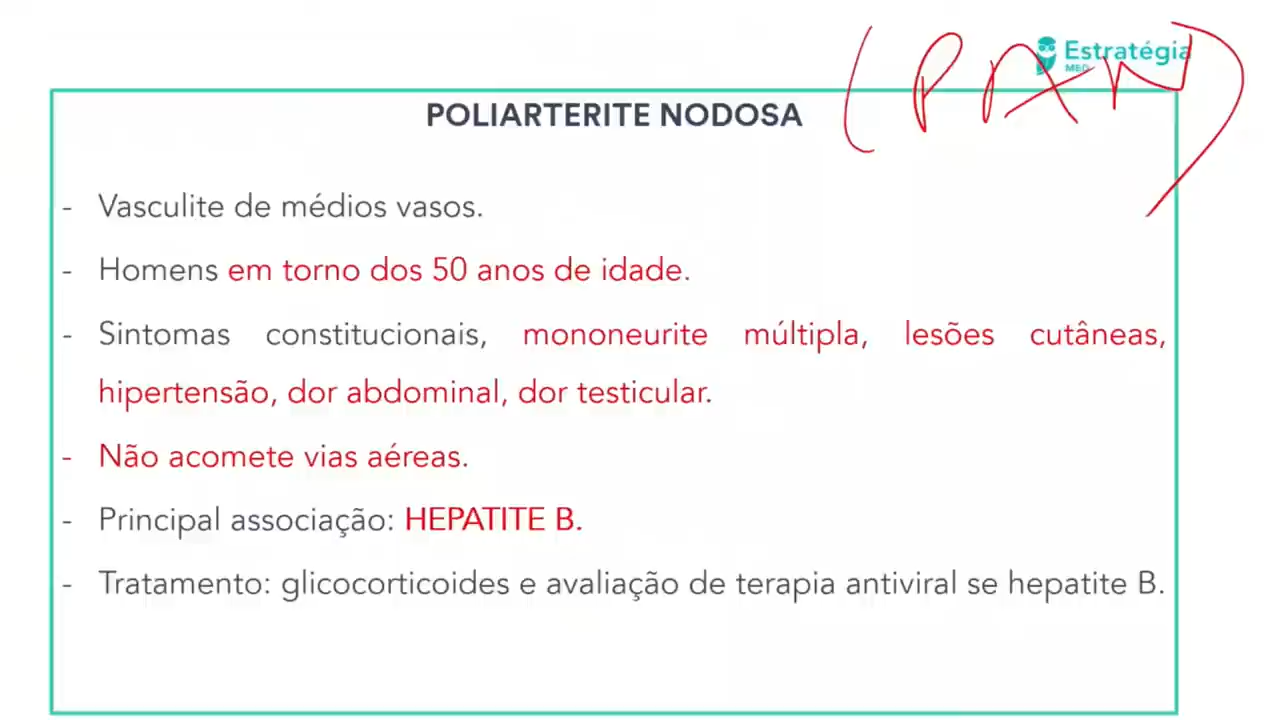 (PAN)
Estratégia
MED
POLIARTERITE NODOSA
- Vasculite de médios vasos.
- Homens em torno dos 50 anos de idade.
- Sintomas constitucionais, mononeurite múltipla, lesões cutâneas,
hipertensão, dor abdominal, dor testicular.
- Não acomete vias aéreas.
- Principal associação: HEPATITE B.
- Tratamento: glicocorticoides e avaliação de terapia antiviral se hepatite B.